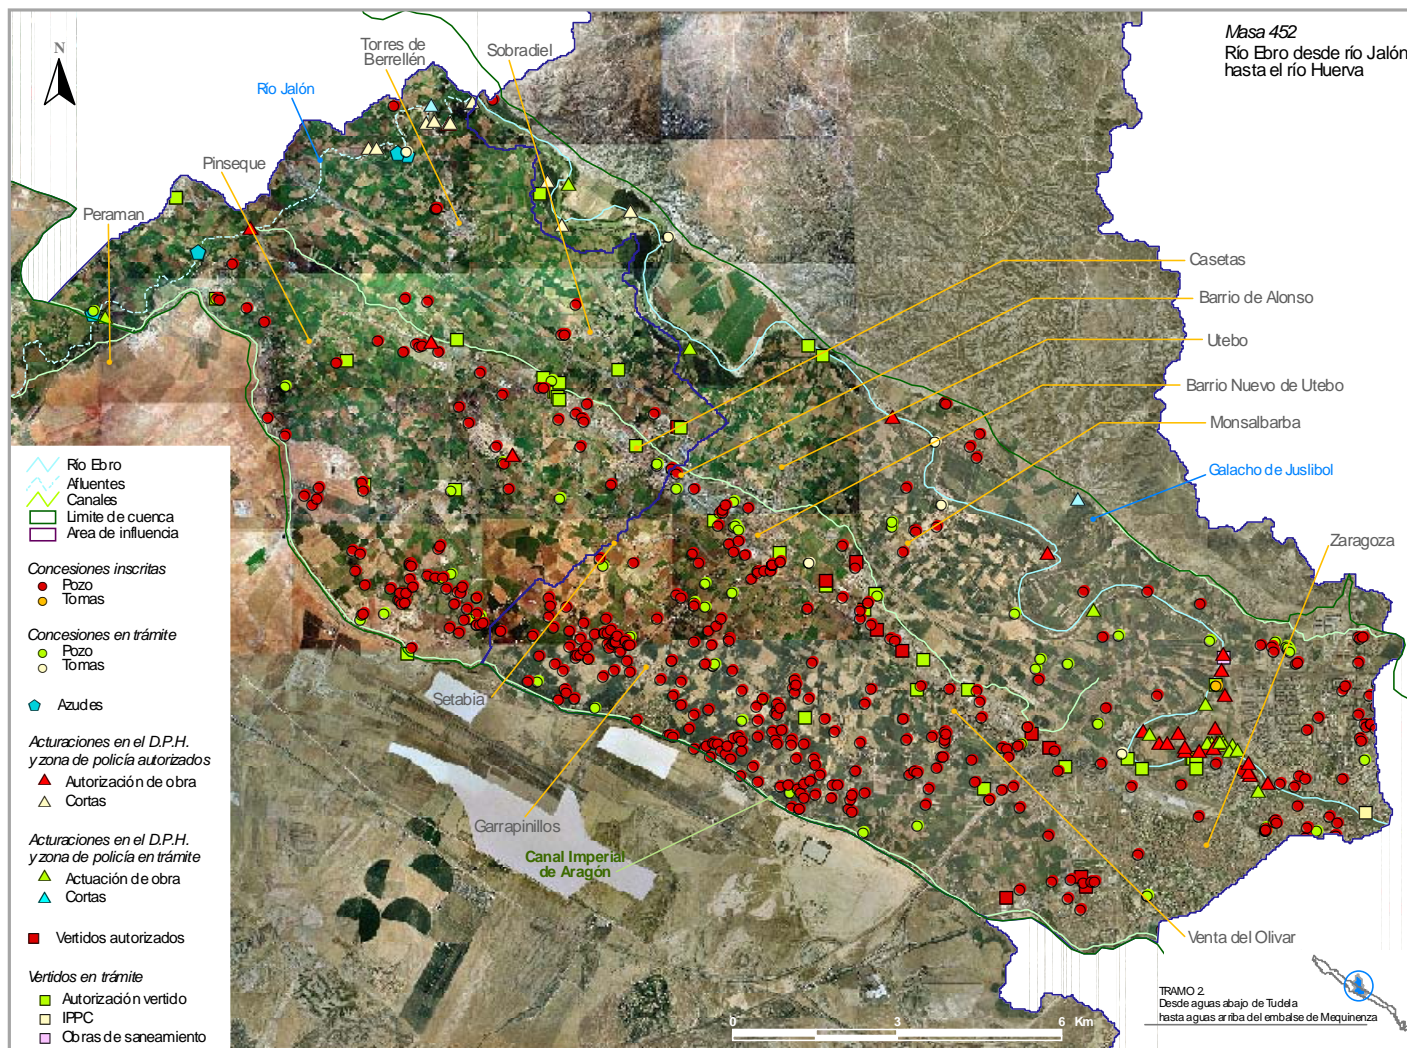 Masa 452
Río Ebro desde río Jalón
hasta el río Huerva
N
Torres de
Berrellén
Sobradiel
Río Jalón
Pinseque
Peraman
Casetas
Barrio de Alonso
Utebo
Barrio Nuevo de Utebo
Monsalbarba
Galacho de Juslibol
Zaragoza
Río Ebro
Afluentes
Canales
Limite de cuenca
Area de influencia
Concesiones inscritas
Pozo
Tomas
Concesiones en trámite
Pozo
Tomas
Azudes
Acturaciones en el D.P.H.
y zona de policía autorizados
Autorización de obra
Cortas
Acturaciones en el D.P.H.
y zona de policía en trámite
Actuación de obra
Cortas
Vertidos autorizados
Vertidos en trámite
Autorización vertido
IPPC
Obras de saneamiento
Setabia
Garrapinillos
Canal Imperial
de Aragón
Venta del Olivar
TRAMO 2.
Desde aguas abajo de Tudela
hasta aguas arriba del embalse de Mequinenza
0 3 6 Km